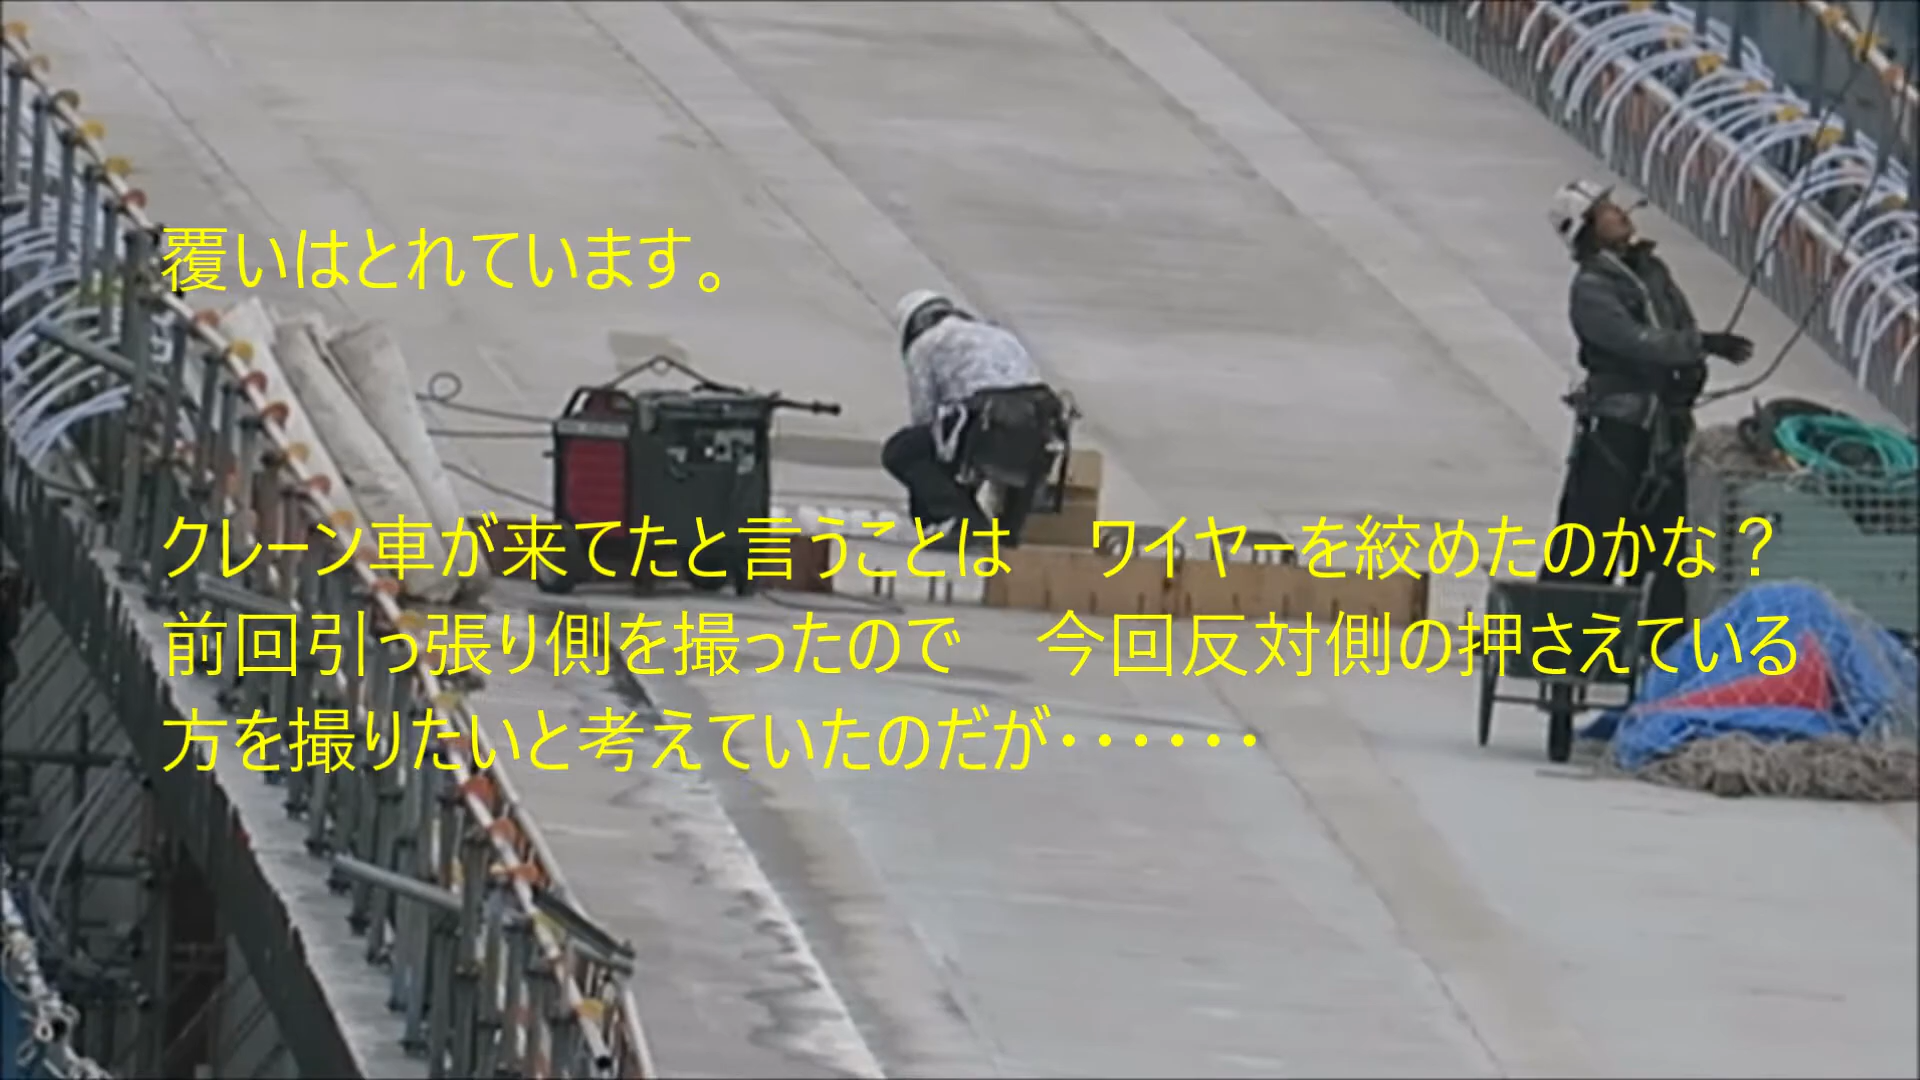 覆いはとれています。
クレーン車が来てたと言うことは　ワイヤーを絞めたのかな？
前回引っ張り側を撮ったので　今回反対側の押さえている
方を撮りたいと考えていたのだが・・・・・・